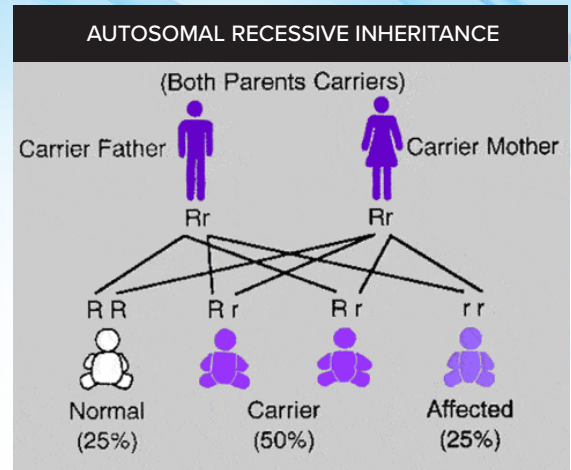 AUTOSOMAL RECESSIVE INHERITANCE
(Both Parents Carriers)
Carrier Father
Carrier Mother
Rr
Rr
R R
R r
R r
r r
Normal
(25%)
Carrier
(50%)
Affected
(25%)